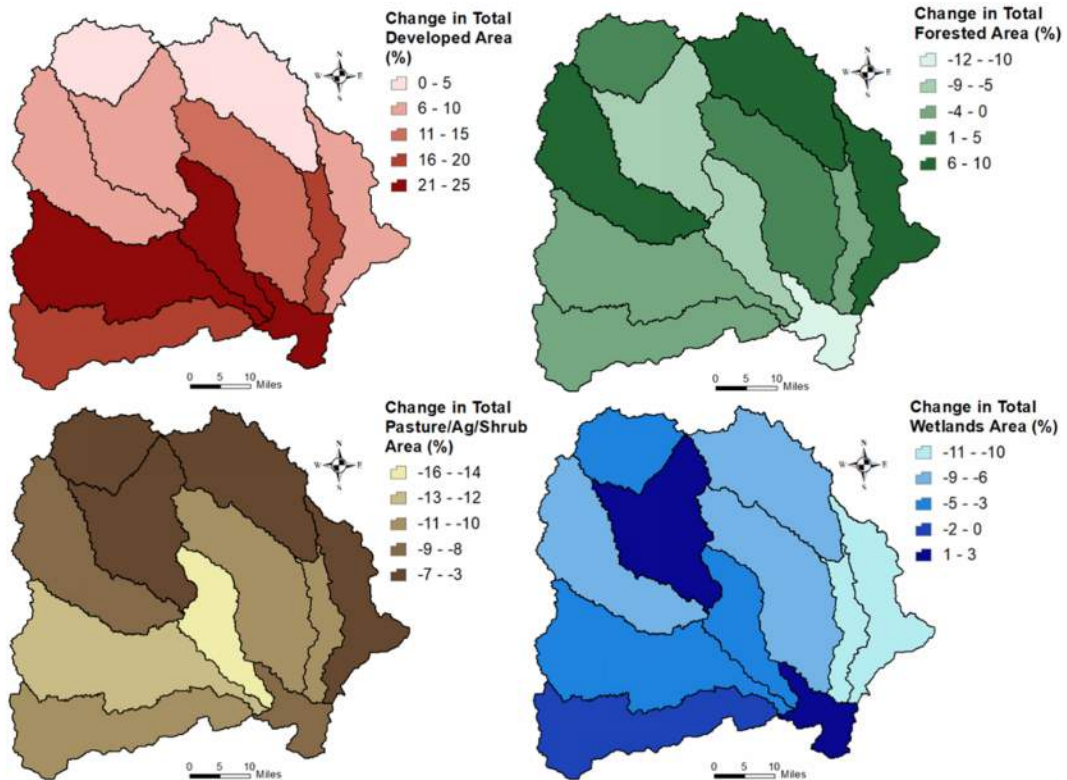 Change in Total
Developed Area
(%)
0 - 5
6 - 10
11 - 15
16 - 20
21 - 25
N
W E
S
0 5 10 Miles
Change in Total
Forested Area (%)
-12 - -10
-9 - -5
-4 - 0
1 - 5
6 - 10
N
W E
S
0 5 10 Miles
Change in Total
Pasture/Ag/Shrub
Area (%)
-16 - -14
-13 - -12
-11 - -10
-9 - -8
-7 - -3
N
W E
S
0 5 10 Miles
Change in Total
Wetlands Area (%)
-11 - -10
-9 - -6
-5 - -3
-2 - 0
1 - 3
N
W E
S
0 5 10 Miles